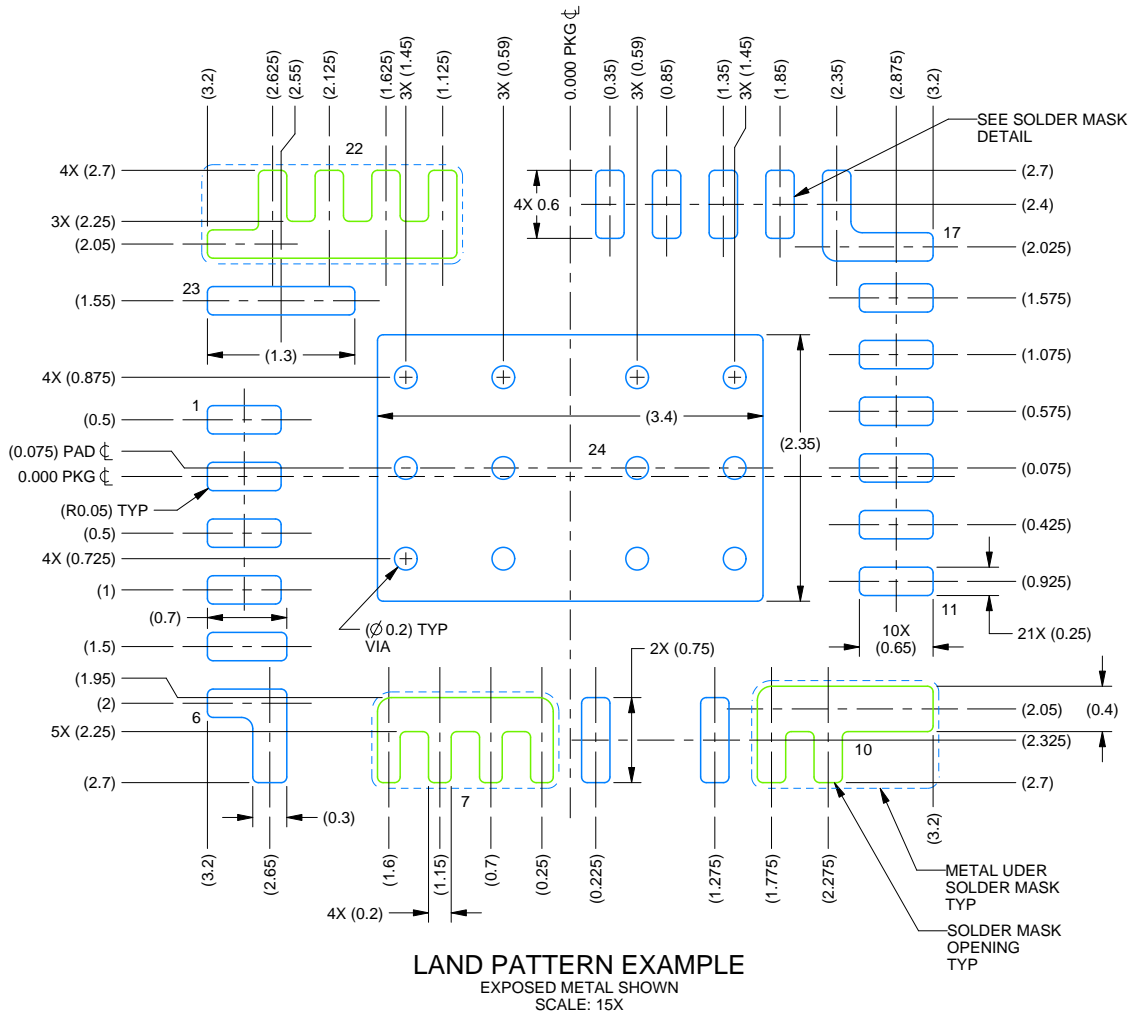 0.000 PKG ℄
(3.2)
(2.625)
(2.55)
(2.125)
(1.625)
3X (1.45)
(1.125)
3X (0.59)
(0.35)
3X (0.59)
(0.85)
(1.35)
3X (1.45)
(1.85)
(2.35)
(2.875)
(3.2)
SEE SOLDER MASK
DETAIL
22
4X (2.7)
3X (2.25)
(2.05)
4X 0.6
(2.7)
(2.4)
17
(2.025)
23
(1.55)
(1.3)
(1.575)
(1.075)
4X (0.875)
1
(0.5)
(3.4)
(2.35)
(0.575)
(0.075) PAD ℄
0.000 PKG ℄
24
(0.075)
(R0.05) TYP
(0.5)
(0.425)
4X (0.725)
(1)
(0.925)
11
(0.7)
(∅ 0.2) TYP
VIA
10X
(0.65)
21X (0.25)
(1.5)
2X (0.75)
(1.95)
(2)
6
5X (2.25)
(2.7)
(2.05)
(0.4)
(2.325)
10
7
(2.7)
(0.3)
(3.2)
(3.2)
(2.65)
(1.6)
(1.15)
(0.7)
(0.25)
(0.225)
(1.275)
(1.775)
(2.275)
4X (0.2)
METAL UDER
SOLDER MASK
TYP
SOLDER MASK
OPENING
TYP
LAND PATTERN EXAMPLE
EXPOSED METAL SHOWN
SCALE: 15X